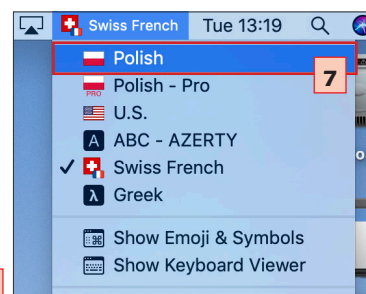 Swiss French Tue 13:19
Polish
7
PRO Polish - Pro
U.S.
A ABC - AZERTY
✓ Swiss French
λ Greek
Show Emoji & Symbols
Show Keyboard Viewer